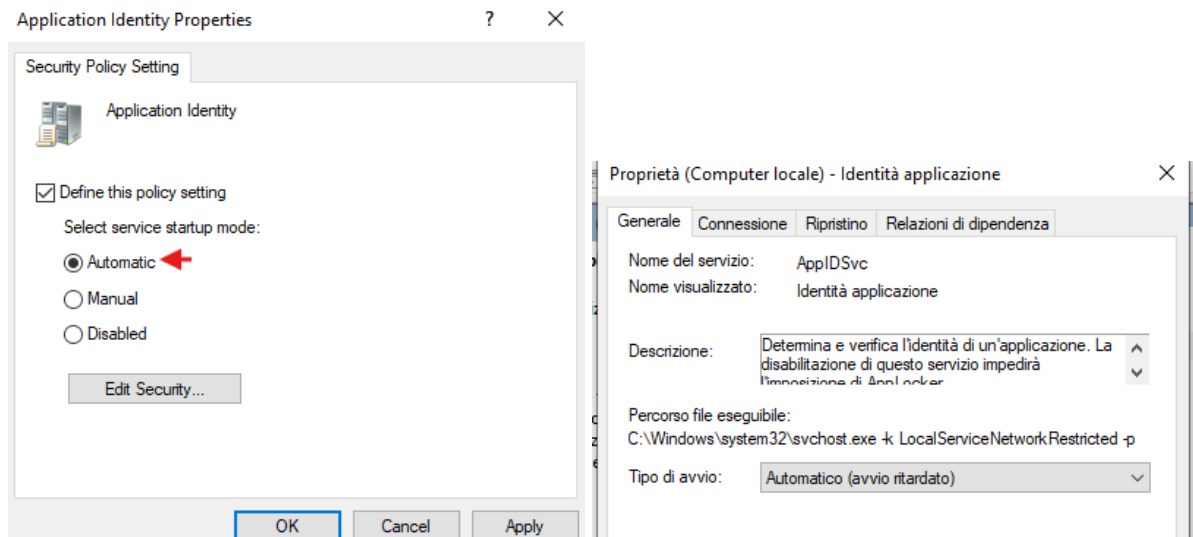 Application Identity Properties
?
Security Policy Setting
Application Identity
Define this policy setting
Select service startup mode:
Automatic
Manual
Disabled
Edit Security...
OK
Cancel
Apply
Proprietà (Computer locale) - Identità applicazione
Generale
Connessione
Ripristino
Relazioni di dipendenza
Nome del servizio:
AppIDSvc
Nome visualizzato:
Identità applicazione
Descrizione:
Determina e verifica l'identità di un'applicazione. La
disabilitazione di questo servizio impedirà
l'imposizione di AppLocker
Percorso file eseguibile:
C:\Windows\system32\svchost.exe -k LocalServiceNetworkRestricted -p
Tipo di avvio:
Automatico (avvio ritardato)